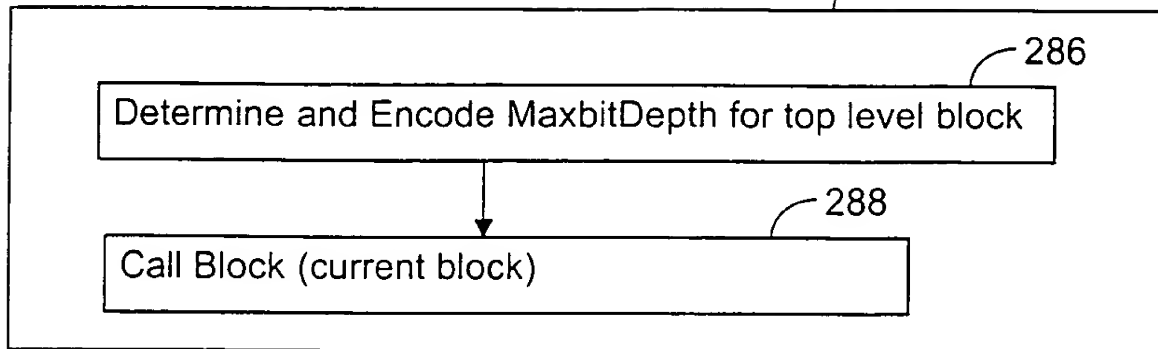 286
Determine and Encode MaxbitDepth for top level block
288
Call Block (current block)